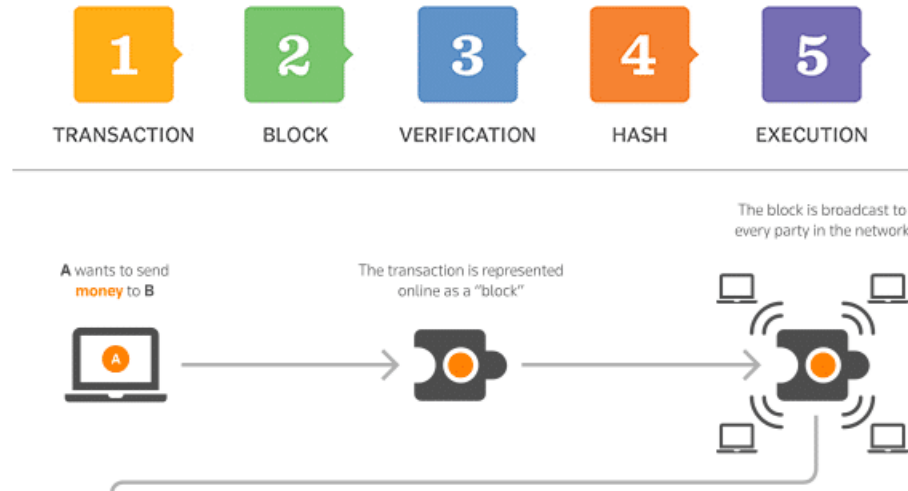 1 2 3 4 5
TRANSACTION BLOCK VERIFICATION HASH EXECUTION
The block is broadcast to
every party in the network
A wants to send
money to B
The transaction is represented
online as a “block”
A